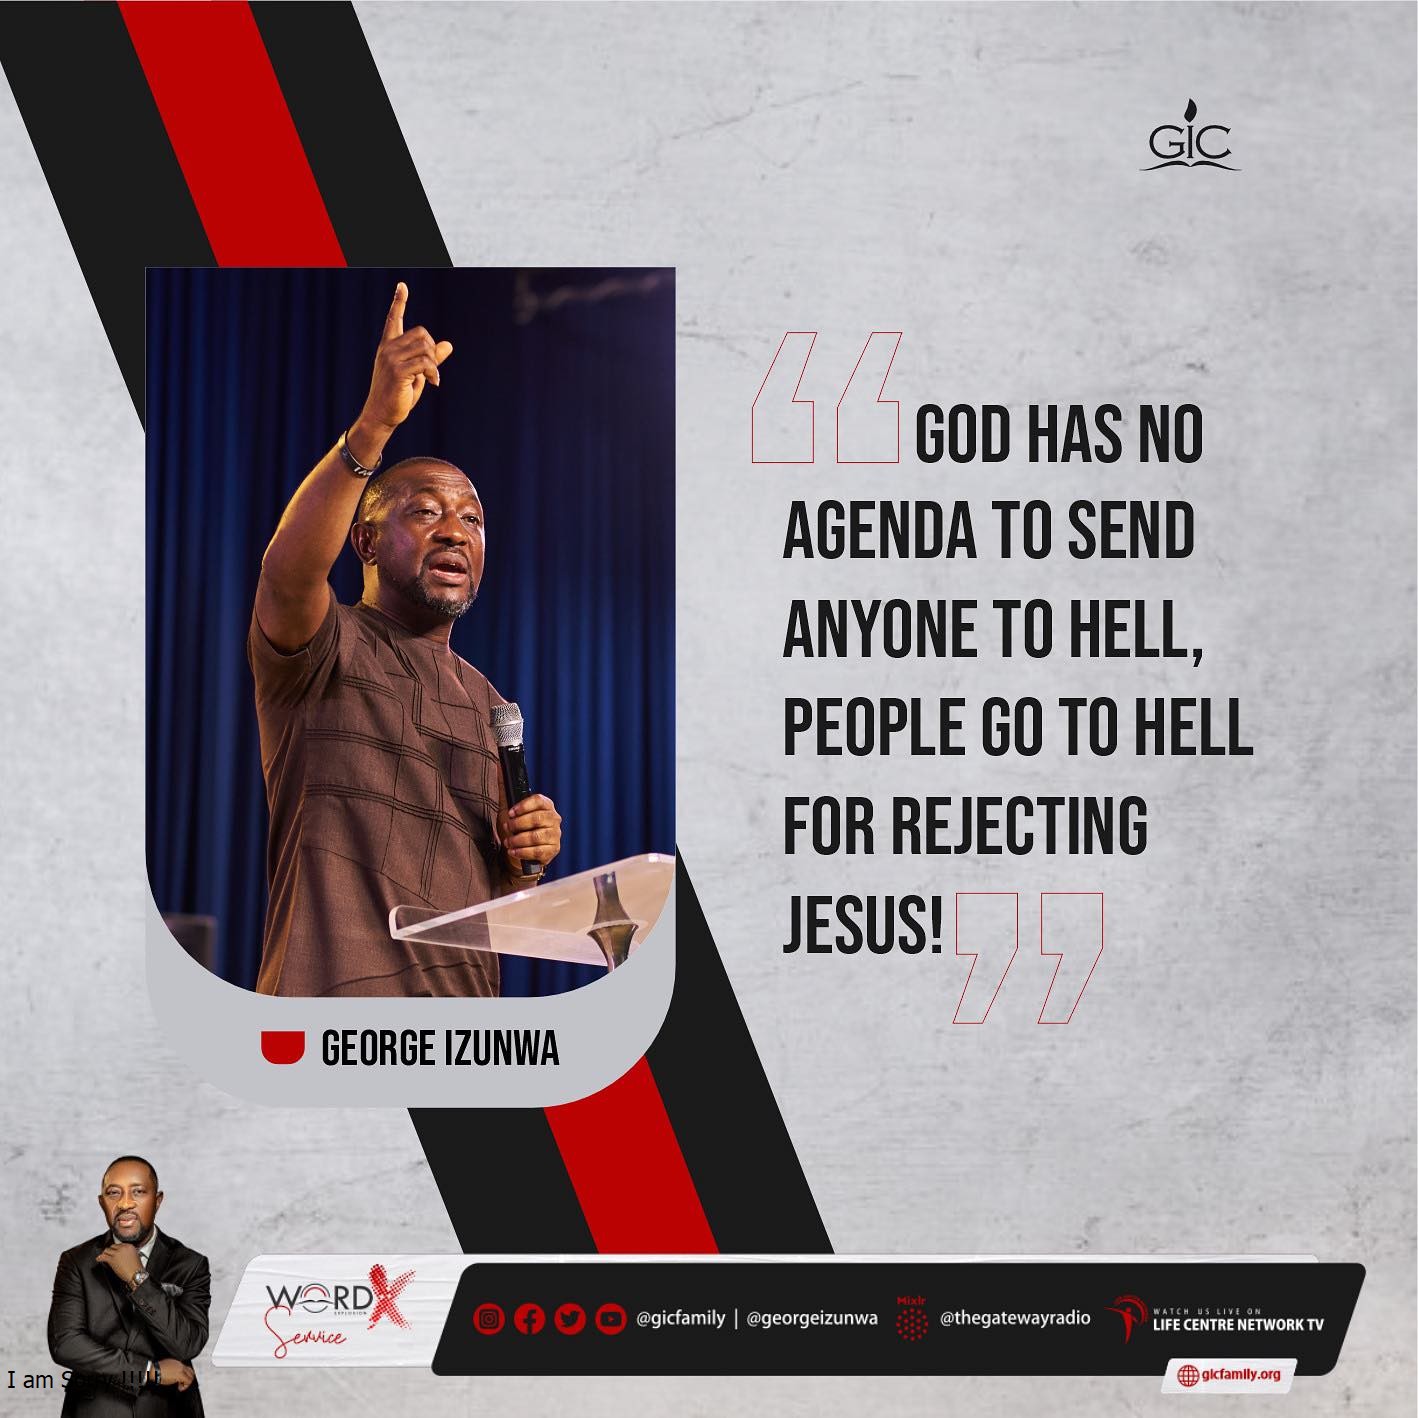 GIC
GOD HAS NO
AGENDA TO SEND
ANYONE TO HELL,
PEOPLE GO TO HELL
FOR REJECTING
JESUS!
GEORGE IZUNWA
WORD X
EXPLOSION
Service
@gicfamily | @georgeizunwa
Mixlr
@thegatewayradio
WATCH US LIVE ON
LIFE CENTRE NETWORK TV
gicfamily.org
I am